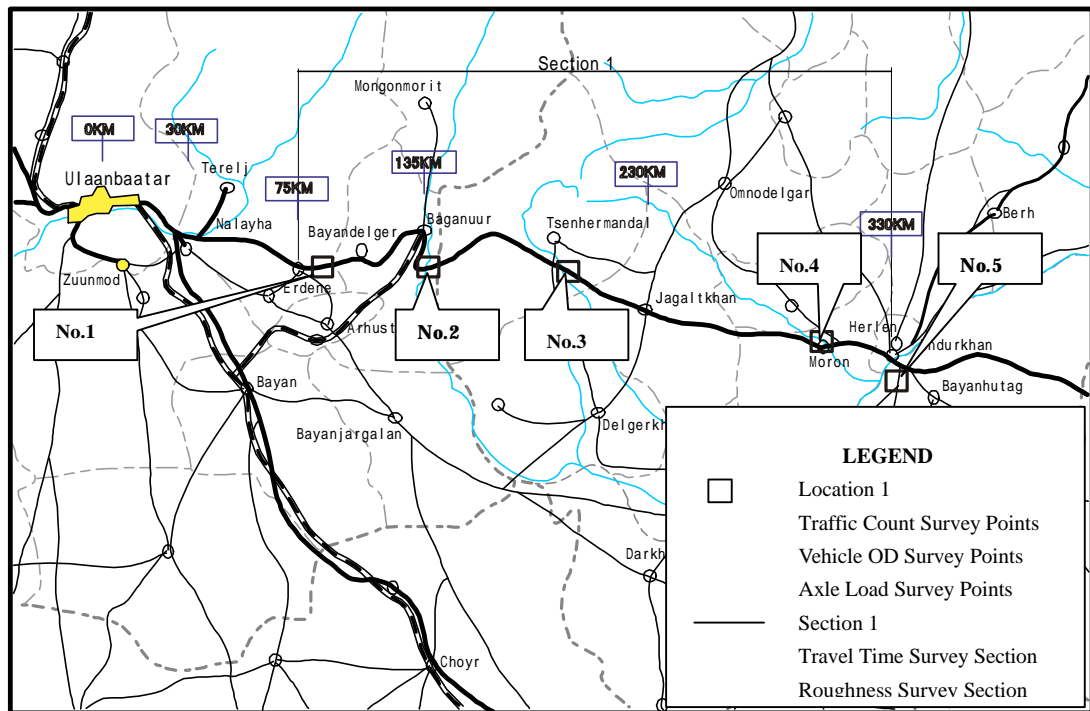 Section 1
Mongonmorit
0KM
30KM
Terelj
135KM
Ulaanbaatar
75KM
230KM
Omnodelgar
Nalayha
Bayandelger
Baganuur
Tsenhermandal
330KM
Berh
Zuunmod
Erdene
No.4
No.5
No.1
Arhust
No.2
No.3
Jagaltkhan
Herlen
ndurkhan
Moron
Bayan
Bayanhutag
Bayanjargalan
Delgerkh
Darkh
Choyr
LEGEND
Location 1
Traffic Count Survey Points
Vehicle OD Survey Points
Axle Load Survey Points
Section 1
Travel Time Survey Section
Roughness Survey Section